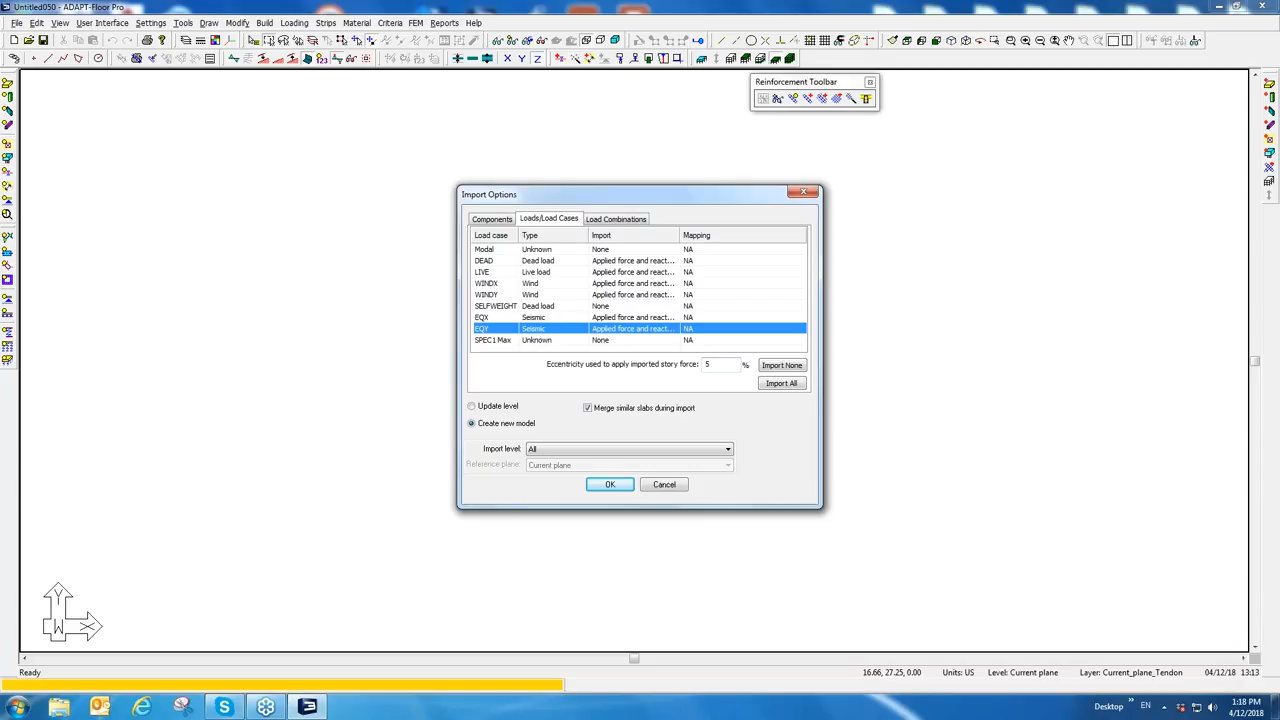 Untitled050 - ADAPT-Floor Pro
File Edit View User Interface Settings Tools Draw Modify Build Loading Strips Material Criteria FEM Reports Help
Reinforcement Toolbar
Import Options
Components Loads/Load Cases Load Combinations
Load case Type Import Mapping
Modal Unknown None NA
DEAD Dead load Applied force and react... NA
LIVE Live load Applied force and react... NA
WINDX Wind Applied force and react... NA
WINDY Wind Applied force and react... NA
SELFWEIGHT Dead load None NA
EQX Seismic Applied force and react... NA
EQY Seismic Applied force and react... NA
SPEC1 Max Unknown None NA
Eccentricity used to apply imported story force: 5 % Import None
Import All
Update level Merge similar slabs during import
Create new model
Import level: All
Reference plane: Current plane
OK Cancel
Y
W X
Ready 16.66, 27.25, 0.00 Units: US Level: Current plane Layer: Current_plane_Tendon 04/12/18 13:13
Desktop » EN 1:18 PM
4/12/2018